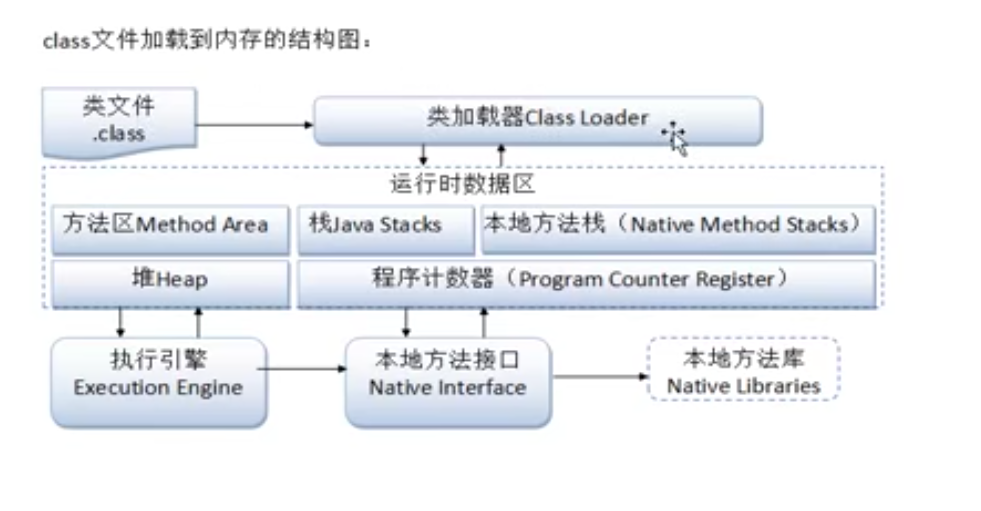 class文件加载到内存的结构图：
类文件
.class
类加载器Class Loader
运行时数据区
方法区Method Area
栈Java Stacks
本地方法栈（Native Method Stacks）
堆Heap
程序计数器（Program Counter Register）
执行引擎
Execution Engine
本地方法接口
Native Interface
本地方法库
Native Libraries